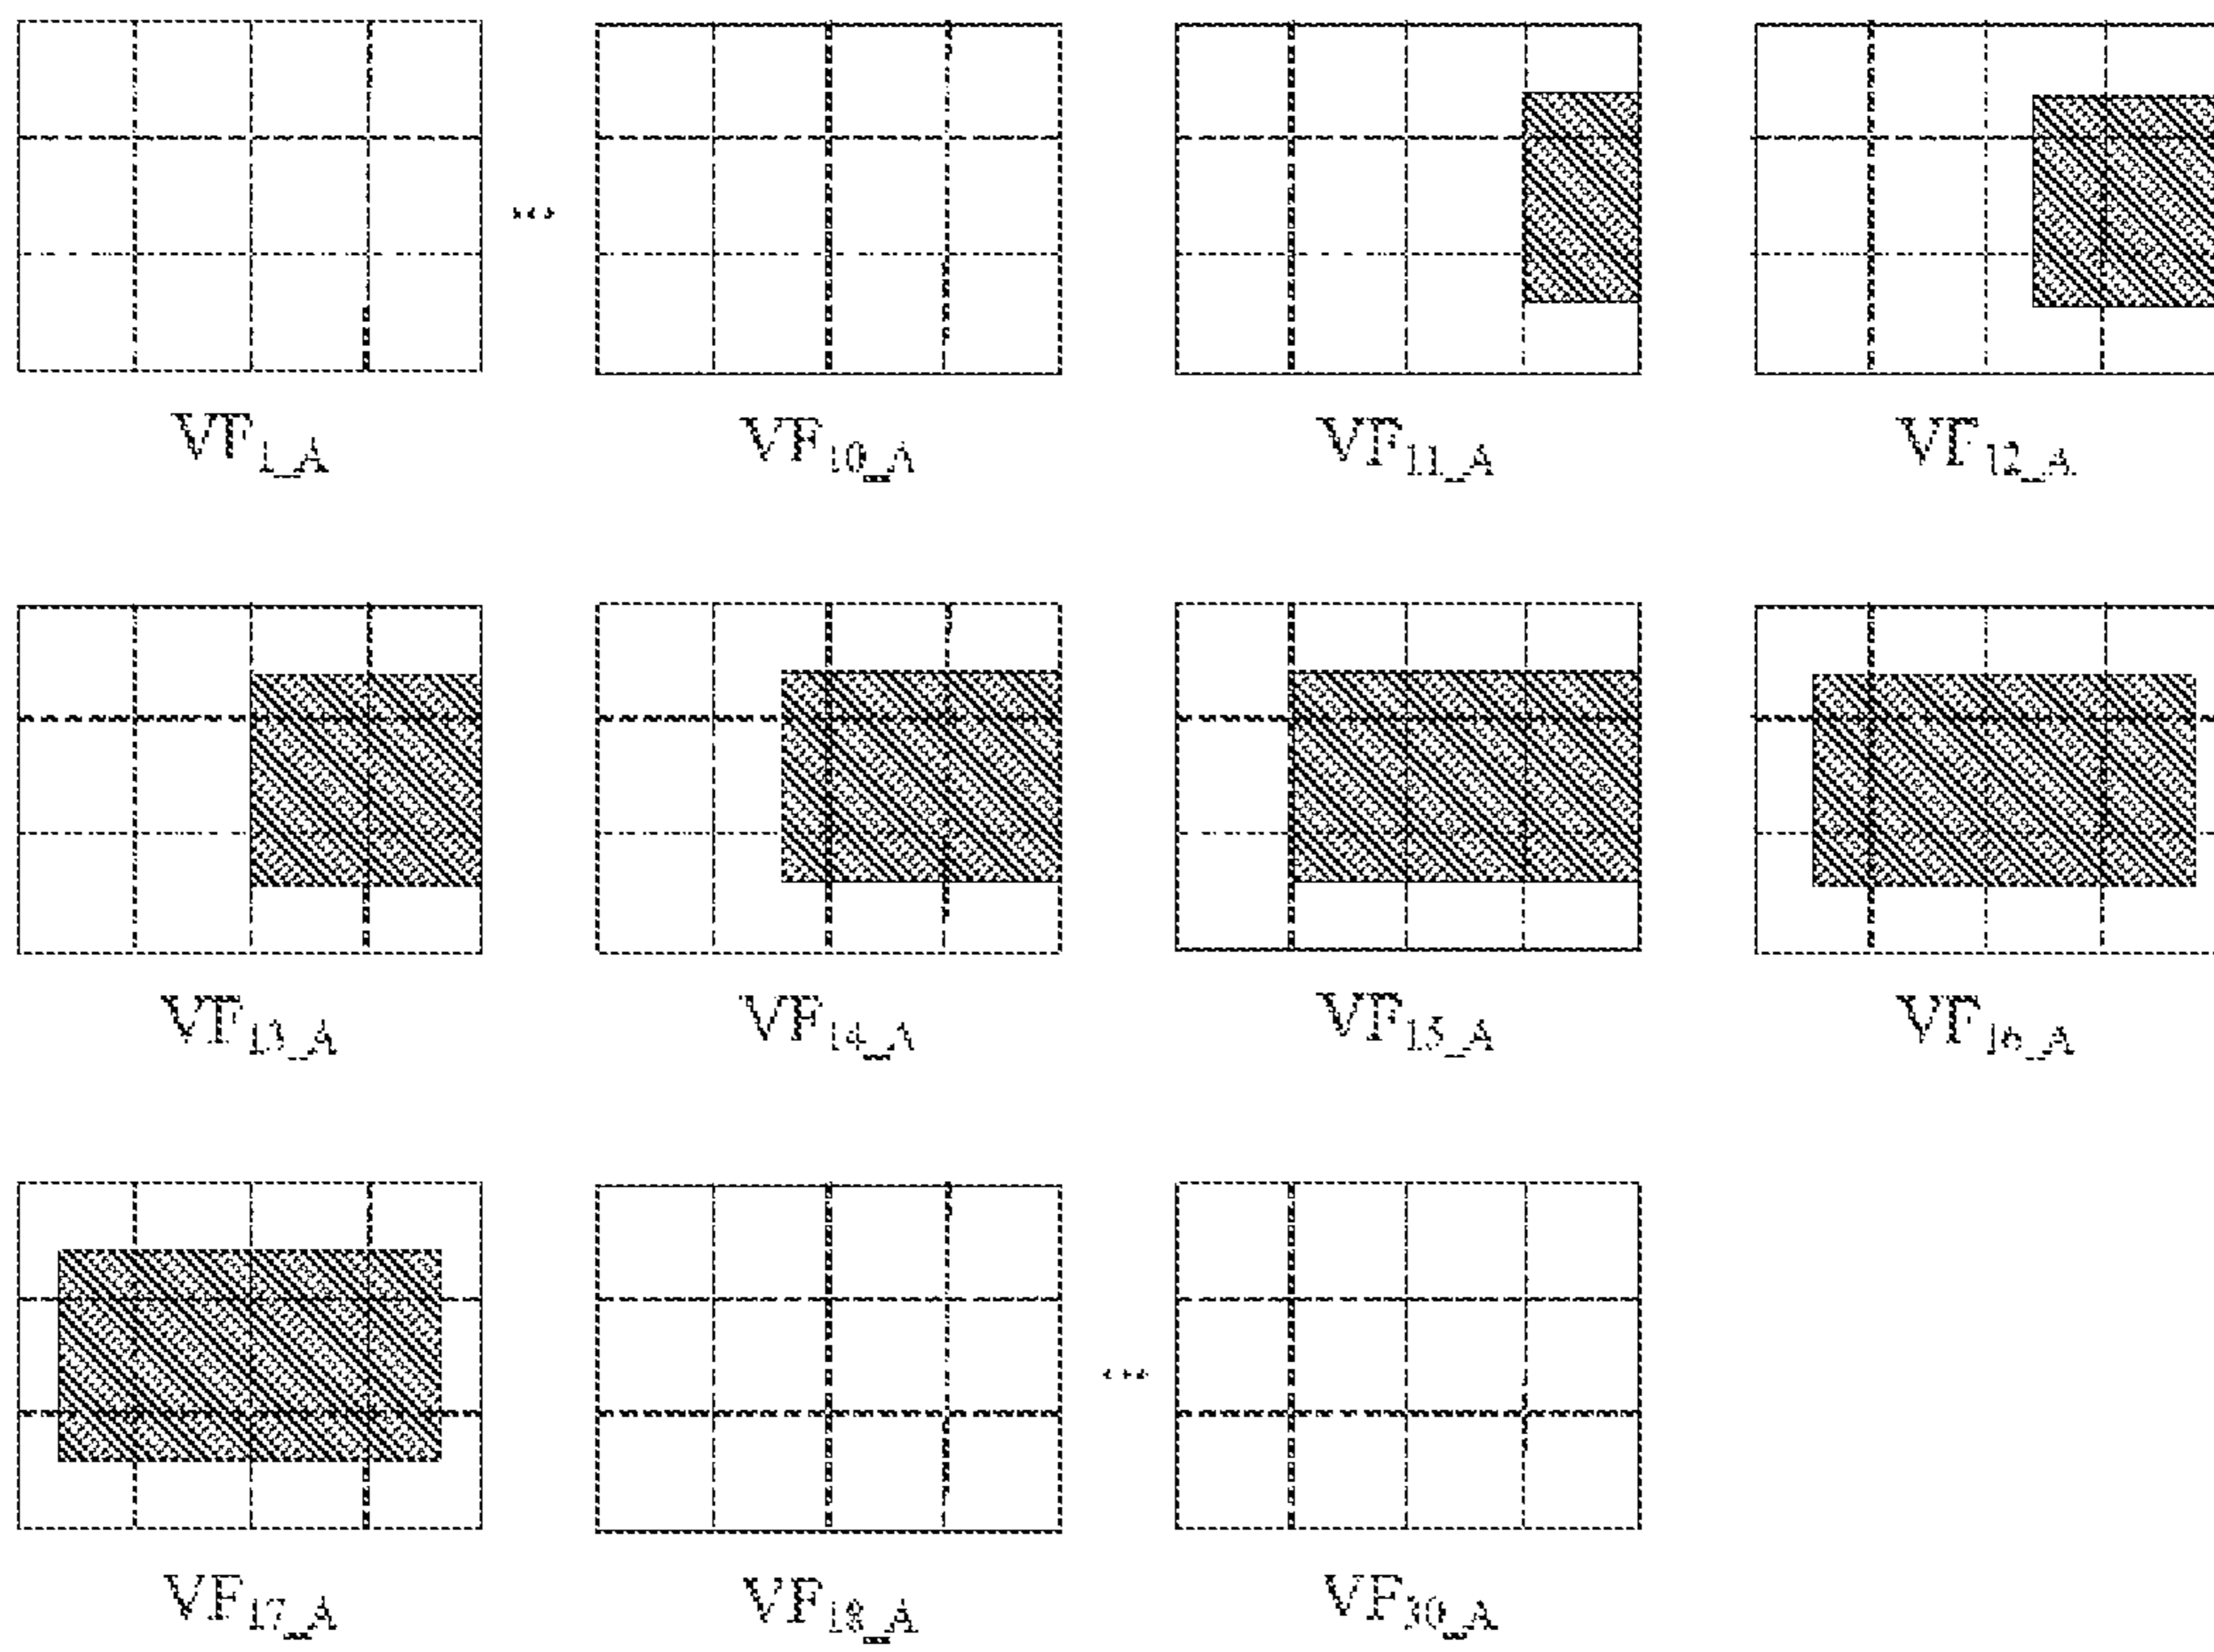 ... 
VF1_A VF10_A VF11_A VF12_A
VF13_A VF14_A VF15_A VF16_A
...
VF17_A VF18_A VF30_A